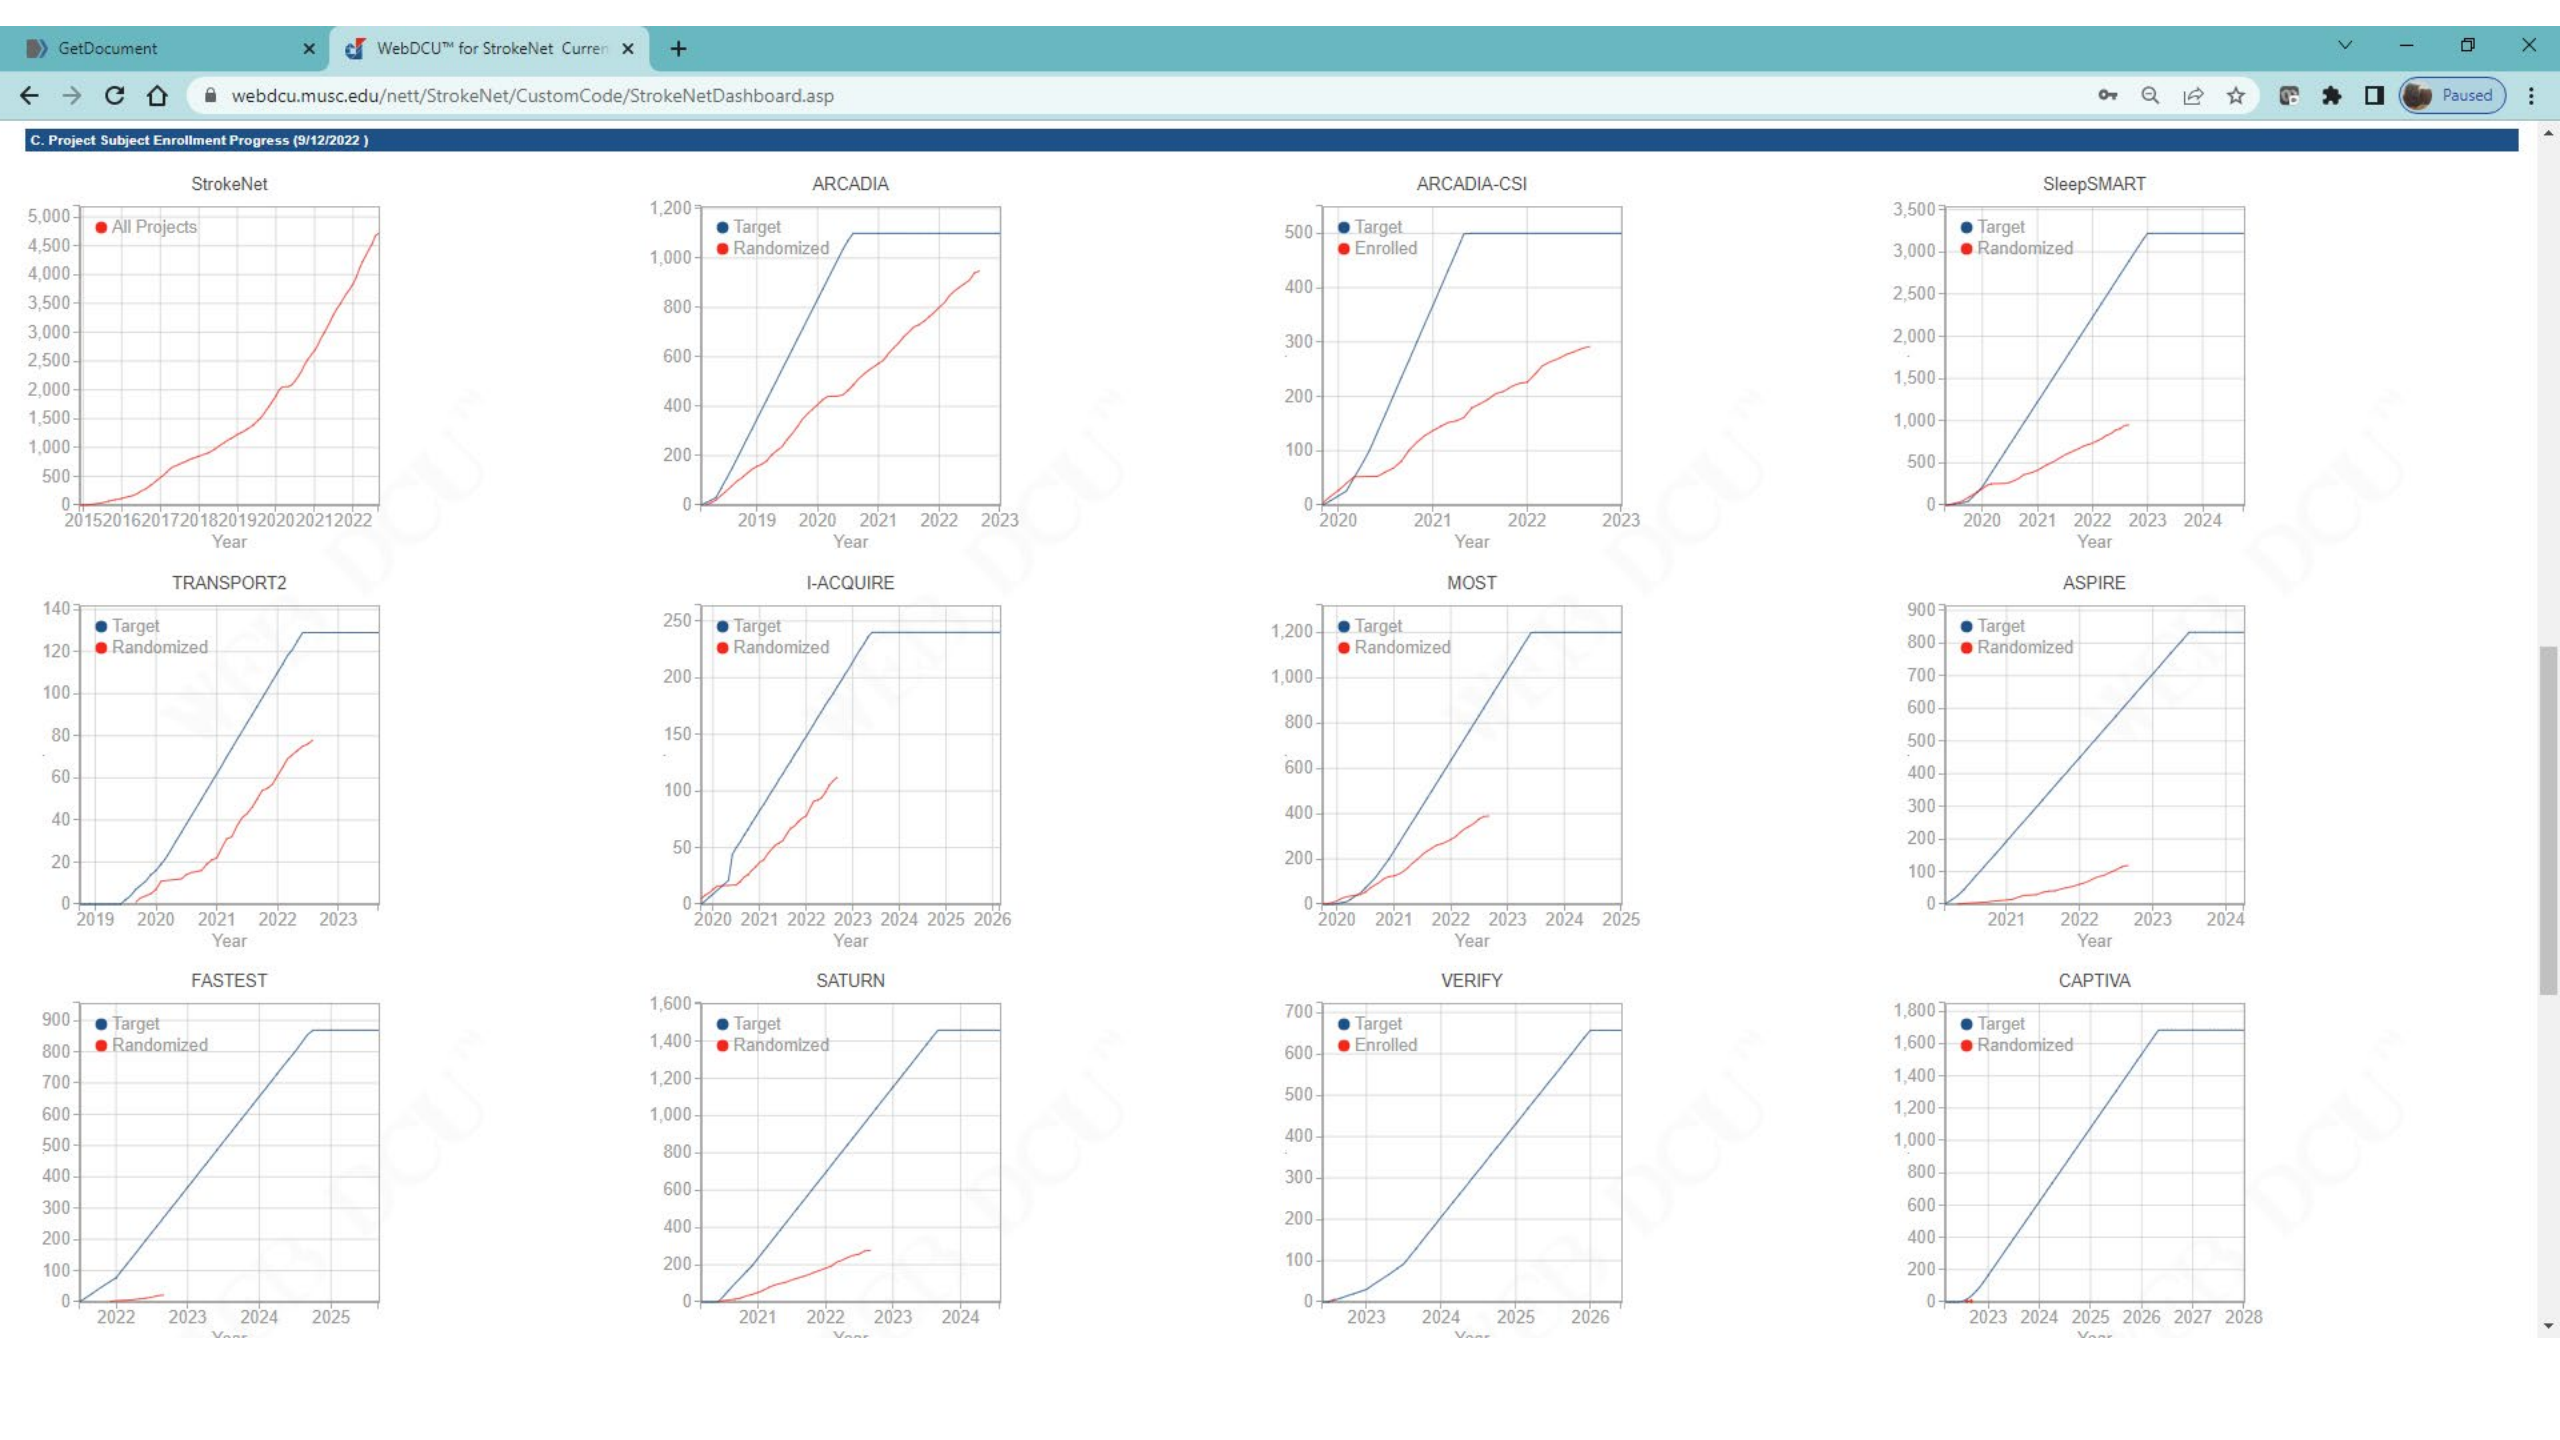 GetDocument
WebDCU™ for StrokeNet Curren
webdcu.musc.edu/nett/StrokeNet/CustomCode/StrokeNetDashboard.asp
Paused
C. Project Subject Enrollment Progress (9/12/2022 )
StrokeNet
All Projects
5,000
4,500
4,000
3,500
3,000
2,500
2,000
1,500
1,000
500
0
2015 2016 2017 2018 2019 2020 2021 2022
Year
ARCADIA
Target
Randomized
1,200
1,000
800
600
400
200
0
2019 2020 2021 2022 2023
Year
ARCADIA-CSI
Target
Enrolled
500
400
300
200
100
0
2020 2021 2022 2023
Year
SleepSMART
Target
Randomized
3,500
3,000
2,500
2,000
1,500
1,000
500
0
2020 2021 2022 2023 2024
Year
TRANSPORT2
Target
Randomized
140
120
100
80
60
40
20
0
2019 2020 2021 2022 2023
Year
I-ACQUIRE
Target
Randomized
250
200
150
100
50
0
2020 2021 2022 2023 2024 2025 2026
Year
MOST
Target
Randomized
1,200
1,000
800
600
400
200
0
2020 2021 2022 2023 2024 2025
Year
ASPIRE
Target
Randomized
900
800
700
600
500
400
300
200
100
0
2021 2022 2023 2024
Year
FASTEST
Target
Randomized
900
800
700
600
500
400
300
200
100
0
2022 2023 2024 2025
Year
SATURN
Target
Randomized
1,600
1,400
1,200
1,000
800
600
400
200
0
2021 2022 2023 2024
Year
VERIFY
Target
Enrolled
700
600
500
400
300
200
100
0
2023 2024 2025 2026
Year
CAPTIVA
Target
Randomized
1,800
1,600
1,400
1,200
1,000
800
600
400
200
0
2023 2024 2025 2026 2027 2028
Year